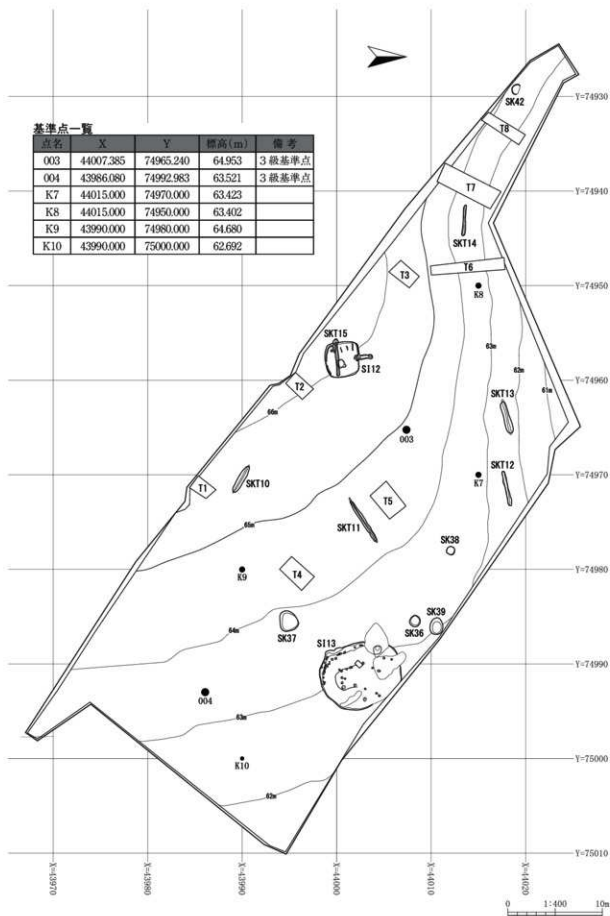 基準点一覧
点名 X Y 標高(m) 備考
003 44007.385 74965.240 64.953 3級基準点
004 43986.080 74992.983 63.521 3級基準点
K7 44015.000 74970.000 63.423
K8 44015.000 74950.000 63.402
K9 43990.000 74980.000 64.680
K10 43990.000 75000.000 62.692
Y=74930
SK42
T8
Y=74940
T7
SKT14
T6
T3
Y=74950
K8
SKT15
SI12
63m
62m
61m
Y=74960
T2
66m
SKT13
003
Y=74970
T1
SKT10
K7
SKT12
65m
T5
SKT11
SK38
Y=74980
K9
T4
64m
SK37
SK36
SK39
SI13
Y=74990
004
63m
Y=75000
K10
62m
Y=75010
X=43970
X=43980
X=43990
X=44000
X=44010
X=44020
0 1:400 10m